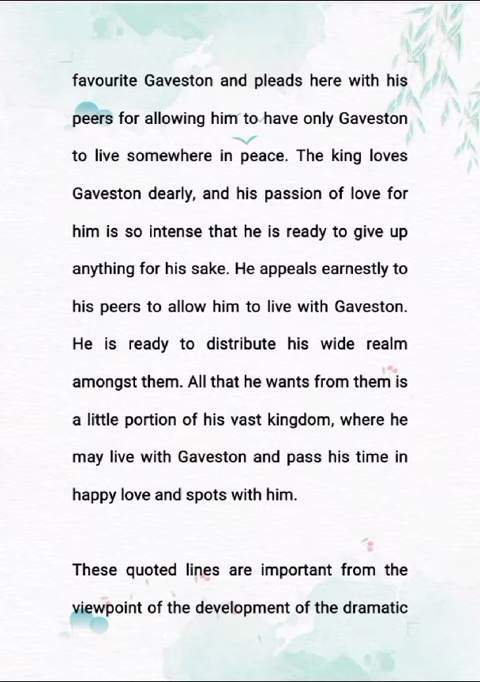 favourite Gaveston and pleads here with his
peers for allowing him to have only Gaveston
to live somewhere in peace. The king loves
Gaveston dearly, and his passion of love for
him is so intense that he is ready to give up
anything for his sake. He appeals earnestly to
his peers to allow him to live with Gaveston.
He is ready to distribute his wide realm
amongst them. All that he wants from them is
a little portion of his vast kingdom, where he
may live with Gaveston and pass his time in
happy love and spots with him.
These quoted lines are important from the
viewpoint of the development of the dramatic